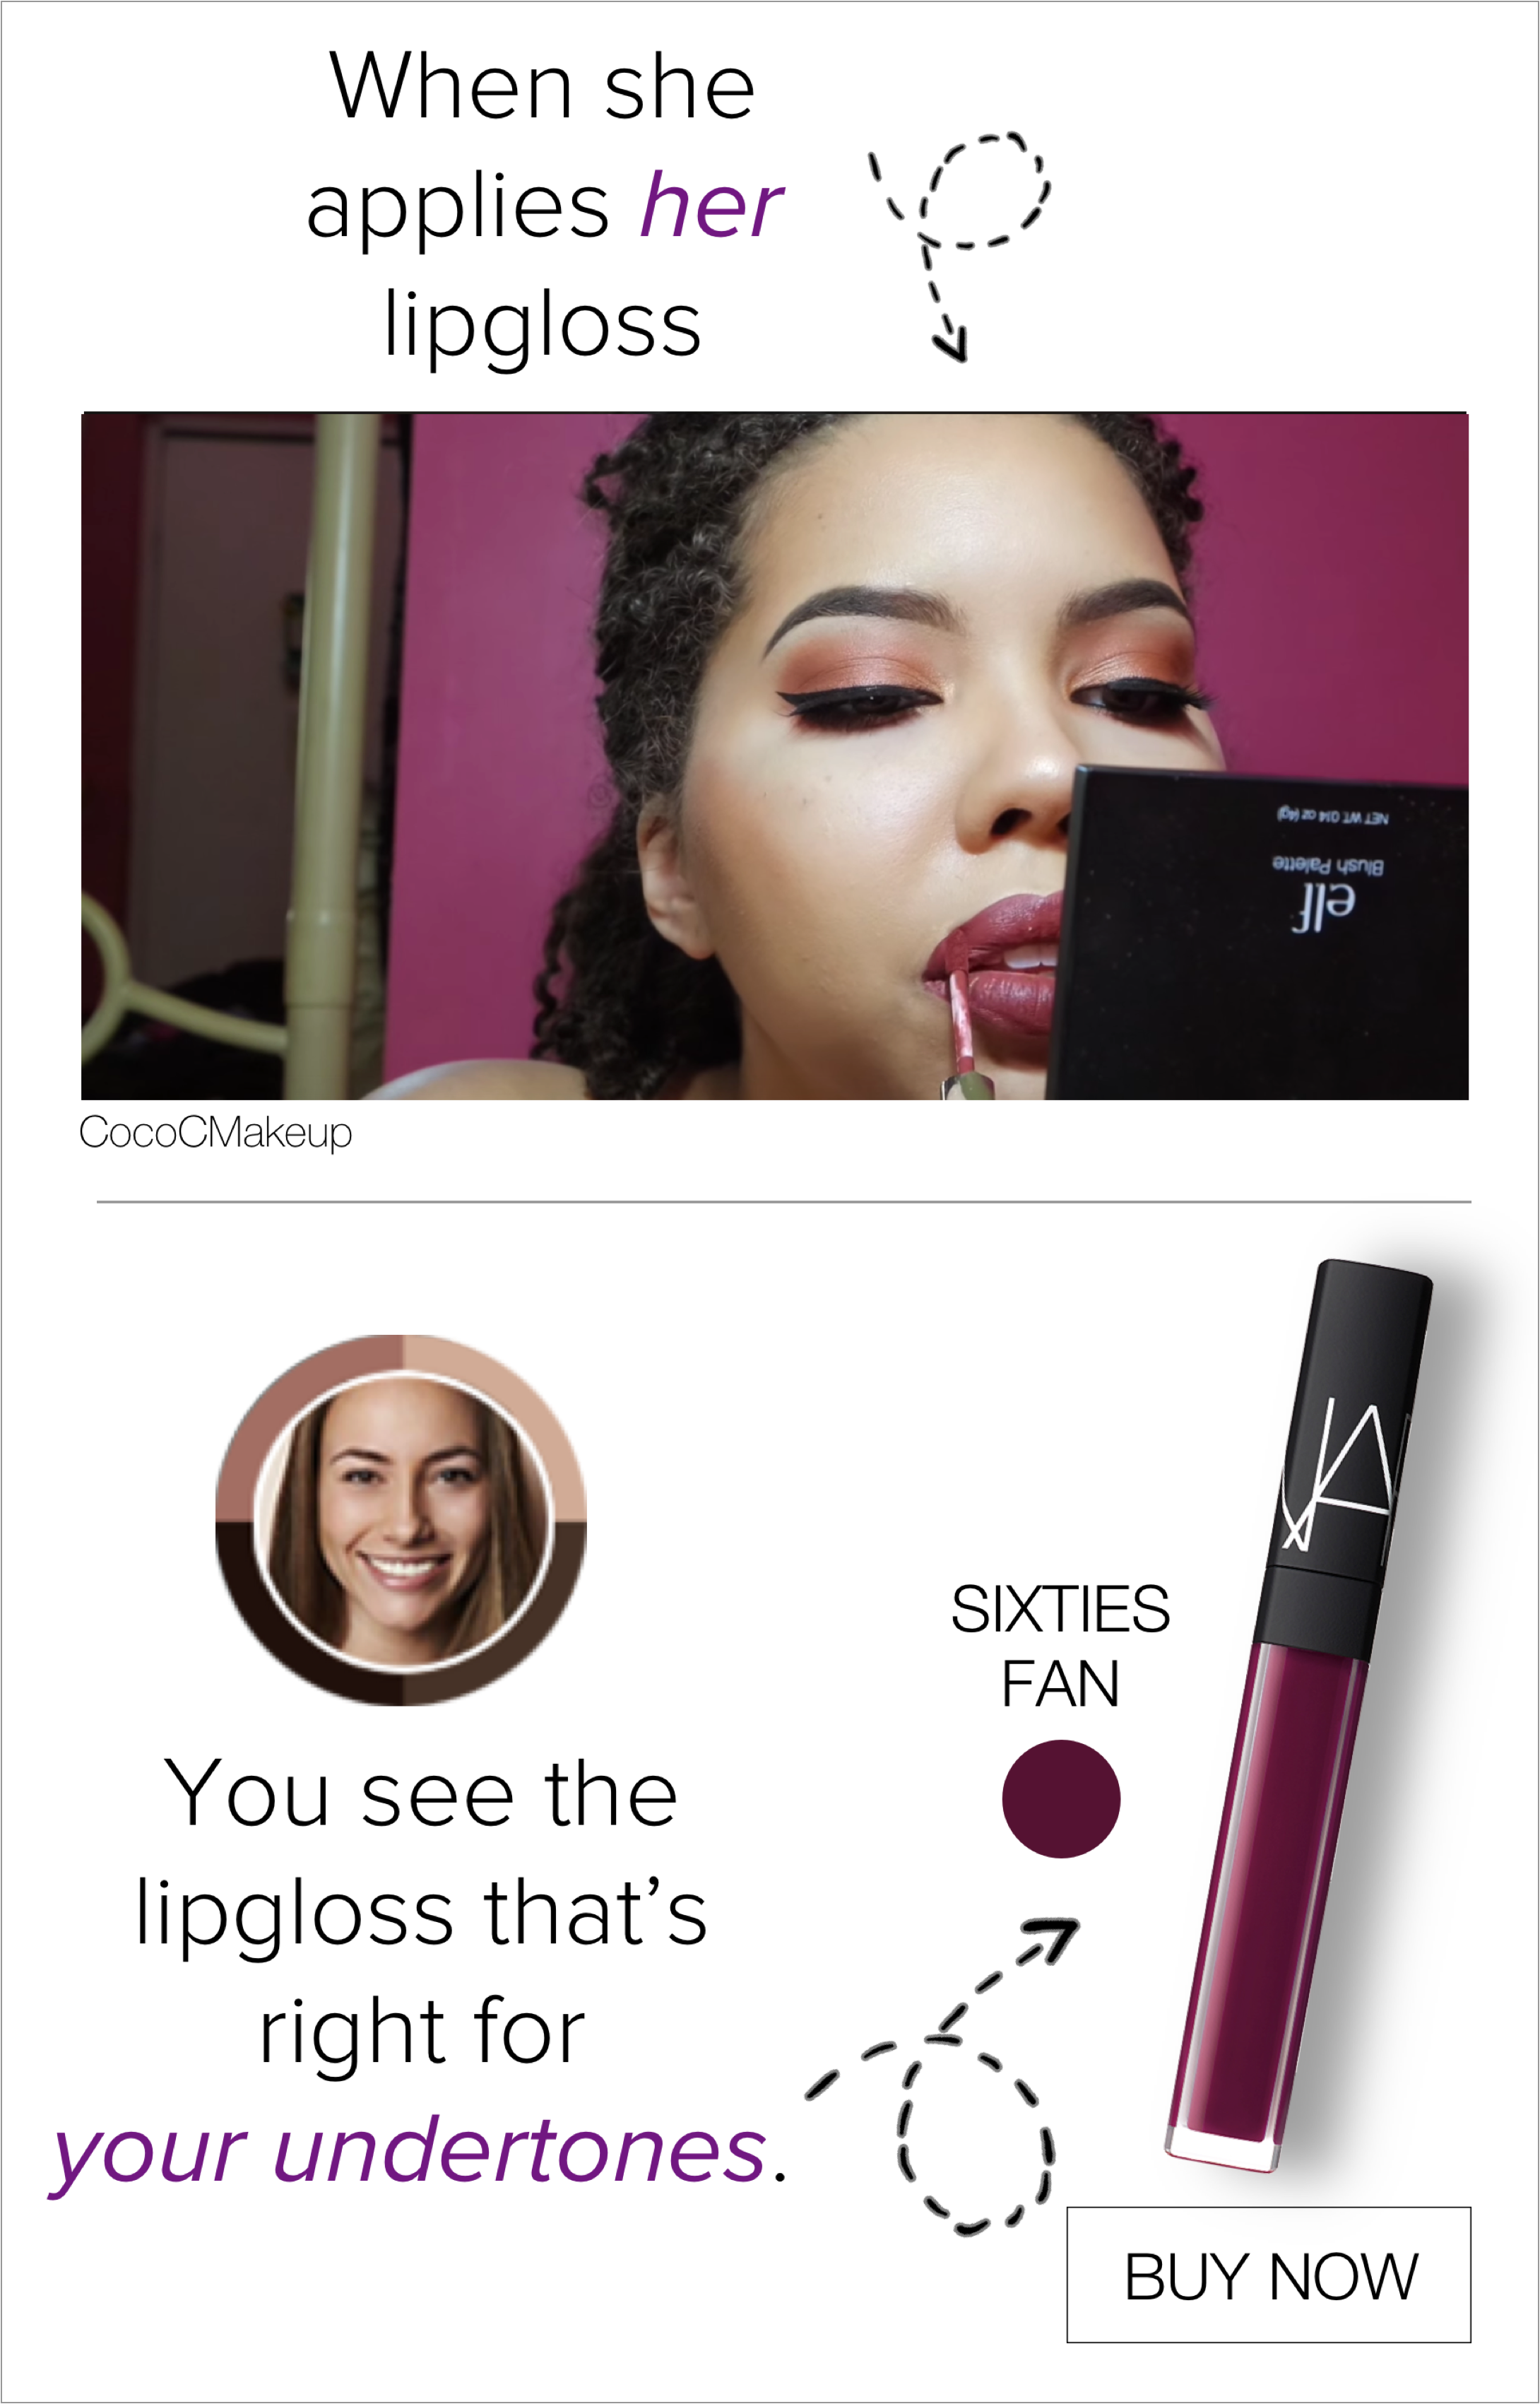 When she
applies her
lipgloss
NET WT. 0.14 oz (4g)
Blush Palette
elf
CocoCMakeup
SIXTIES
FAN
You see the
lipgloss that’s
right for
your undertones.
BUY NOW